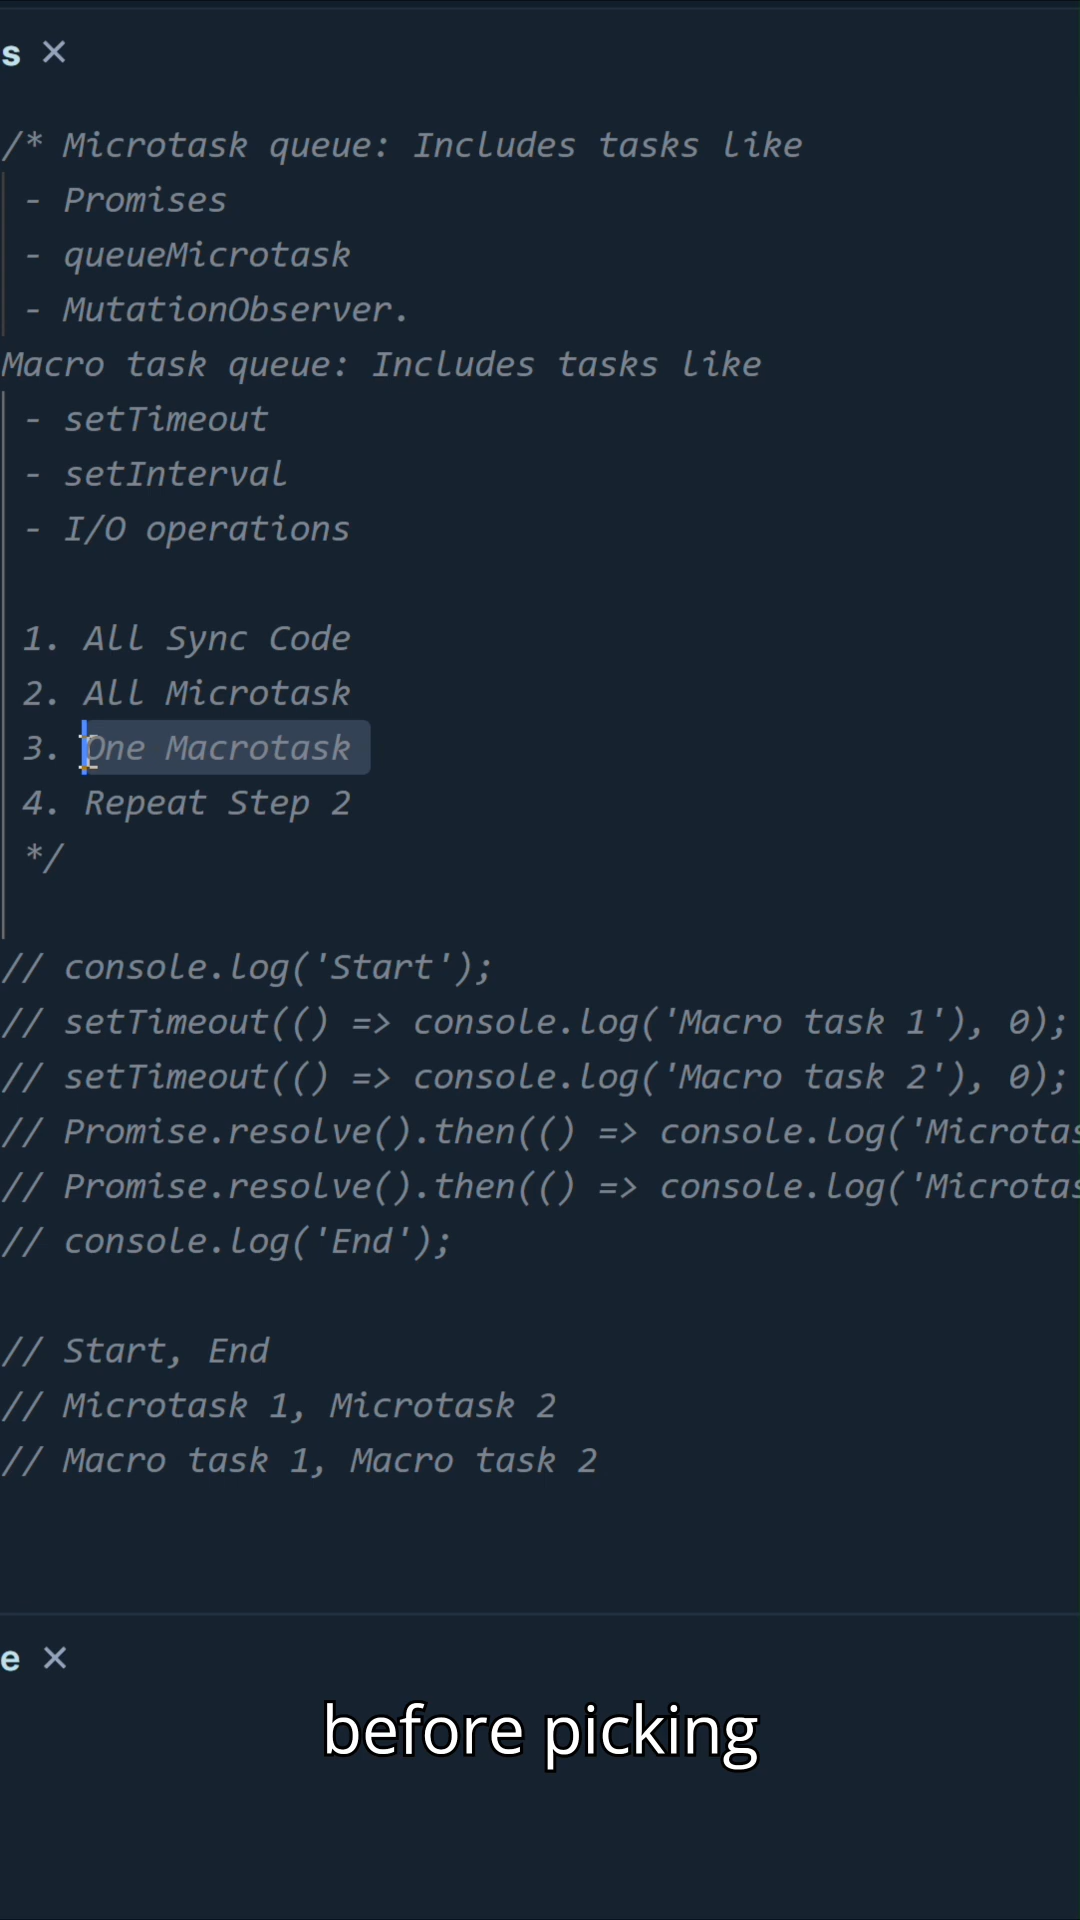 s ×
/* Microtask queue: Includes tasks like
- Promises
- queueMicrotask
- MutationObserver.
Macro task queue: Includes tasks like
- setTimeout
- setInterval
- I/O operations
1. All Sync Code
2. All Microtask
3. One Macrotask
4. Repeat Step 2
*/
// console.log('Start');
// setTimeout(() => console.log('Macro task 1'), 0);
// setTimeout(() => console.log('Macro task 2'), 0);
// Promise.resolve().then(() => console.log('Microtas
// Promise.resolve().then(() => console.log('Microtas
// console.log('End');
// Start, End
// Microtask 1, Microtask 2
// Macro task 1, Macro task 2
e ×
before picking